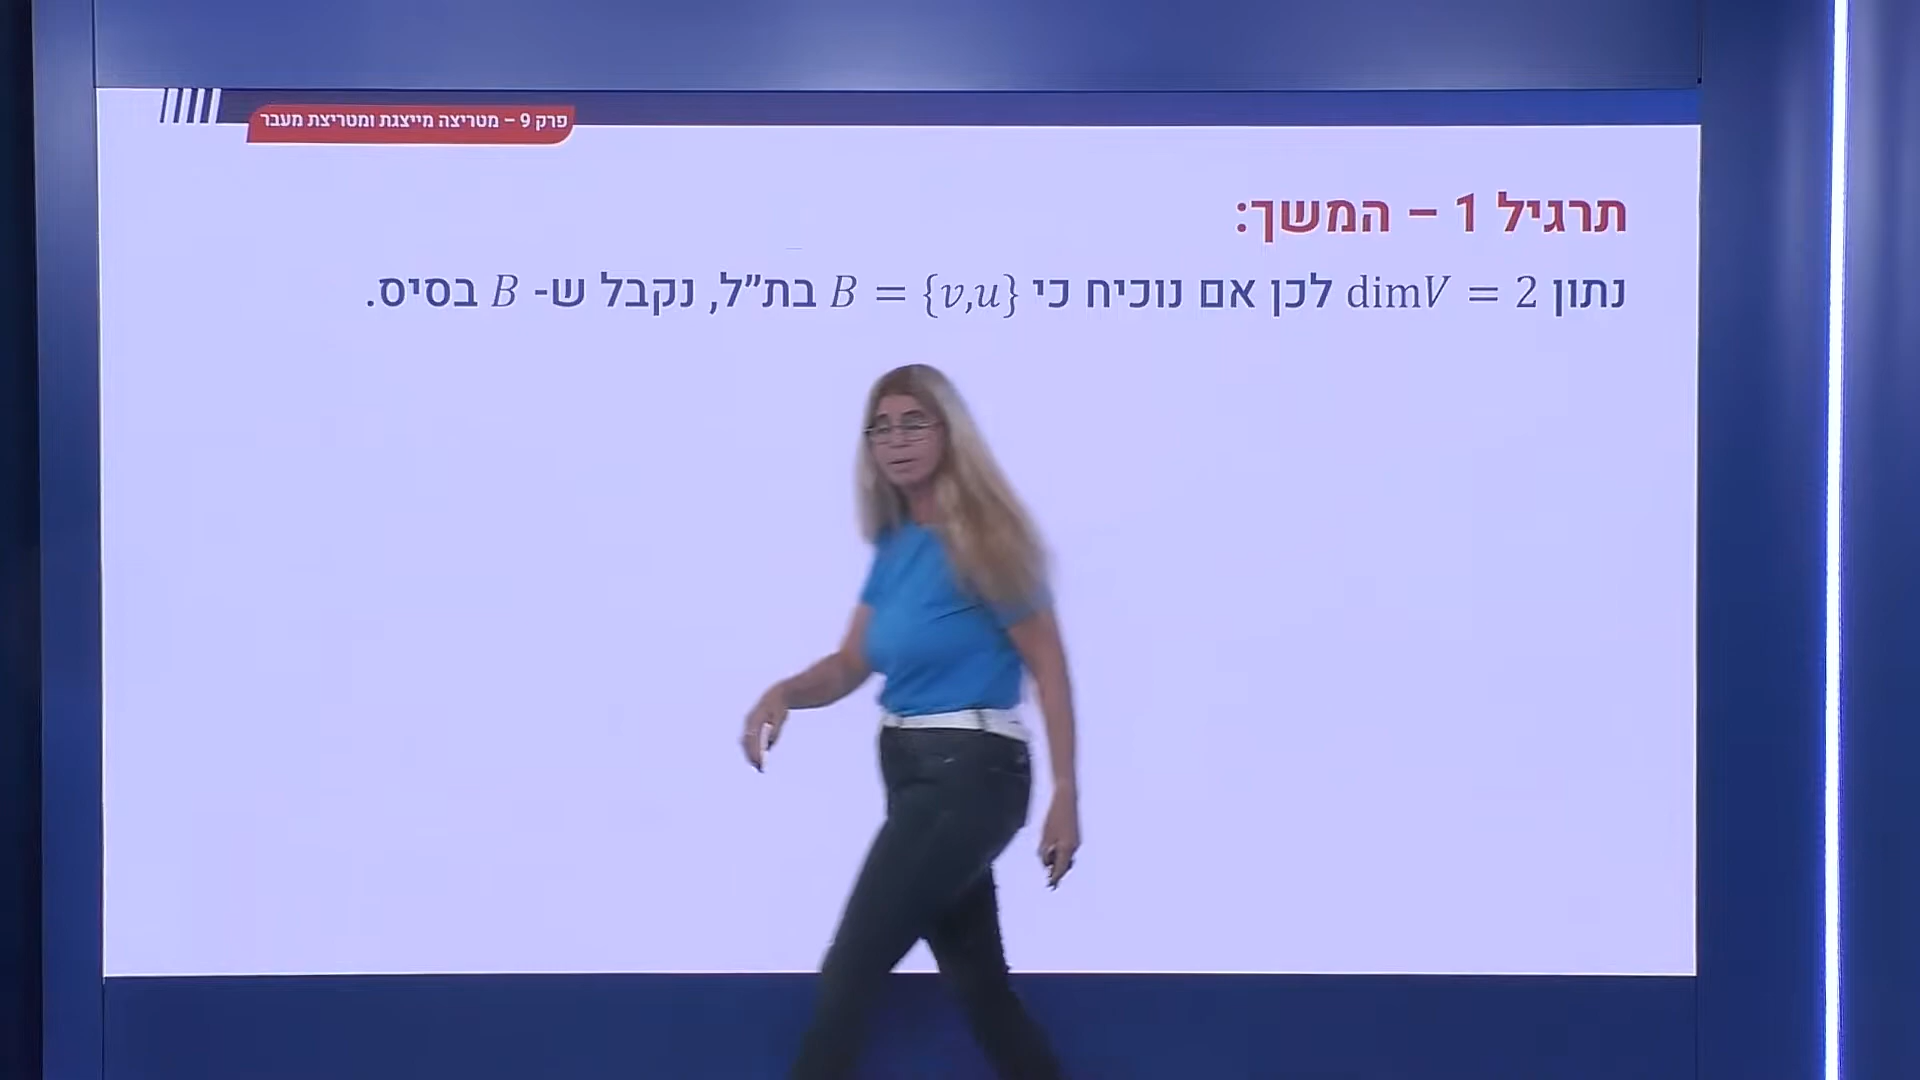 פרק 9 – מטריצה מייצגת ומטריצת מעבר
תרגיל 1 – המשך:
נתון dimV = 2 לכן אם נוכיח כי B = {v,u} בת"ל, נקבל ש- B בסיס.